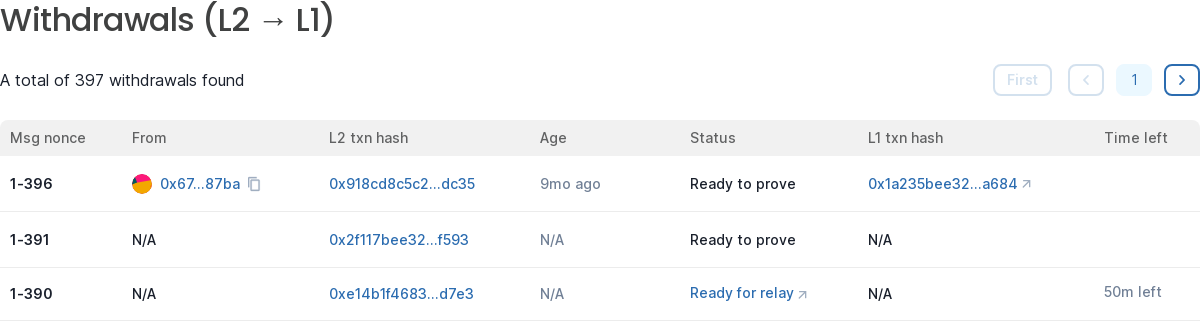 Withdrawals (L2 → L1)
A total of 397 withdrawals found First 1
Msg nonce From L2 txn hash Age Status L1 txn hash Time left
1-396 0x67...87ba 0x918cd8c5c2...dc35 9mo ago Ready to prove 0x1a235bee32...a684
1-391 N/A 0x2f117bee32...f593 N/A Ready to prove N/A
1-390 N/A 0xe14b1f4683...d7e3 N/A Ready for relay N/A 50m left